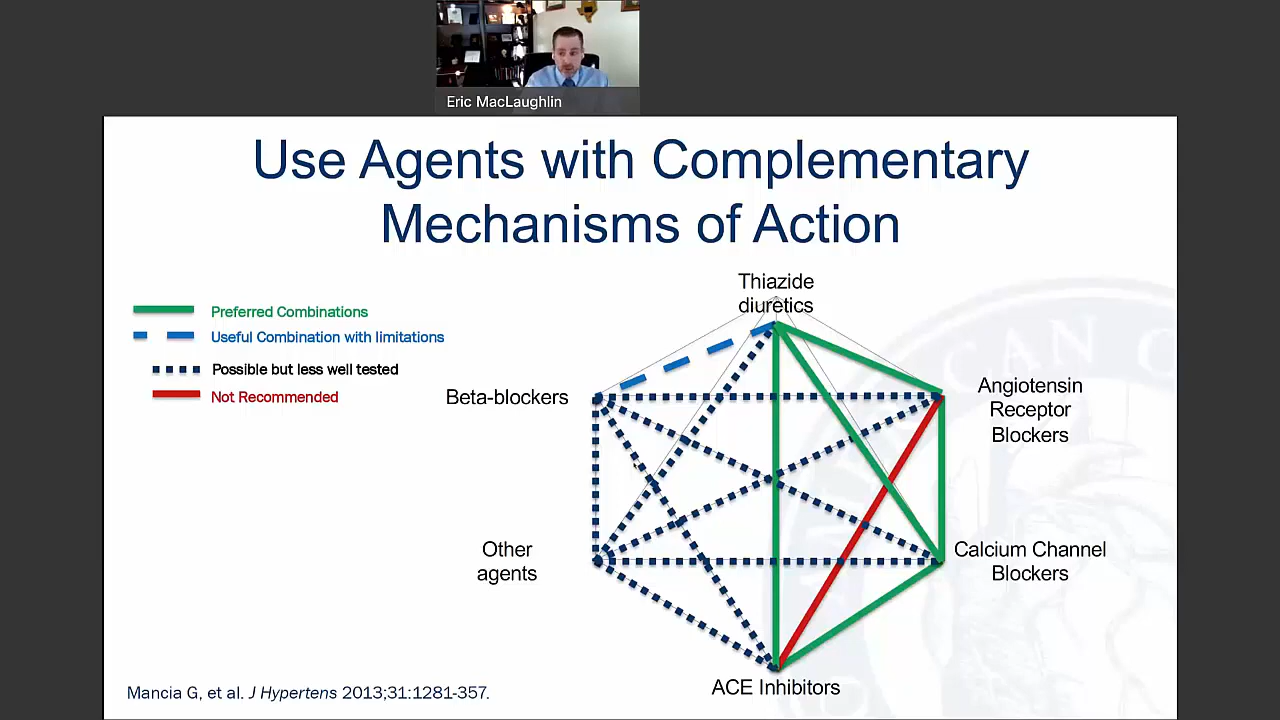 Eric MacLaughlin
Use Agents with Complementary
Mechanisms of Action
Preferred Combinations
Useful Combination with limitations
Possible but less well tested
Not Recommended
Thiazide
diuretics
Beta-blockers
Angiotensin
Receptor
Blockers
Other
agents
Calcium Channel
Blockers
ACE Inhibitors
Mancia G, et al. J Hypertens 2013;31:1281-357.